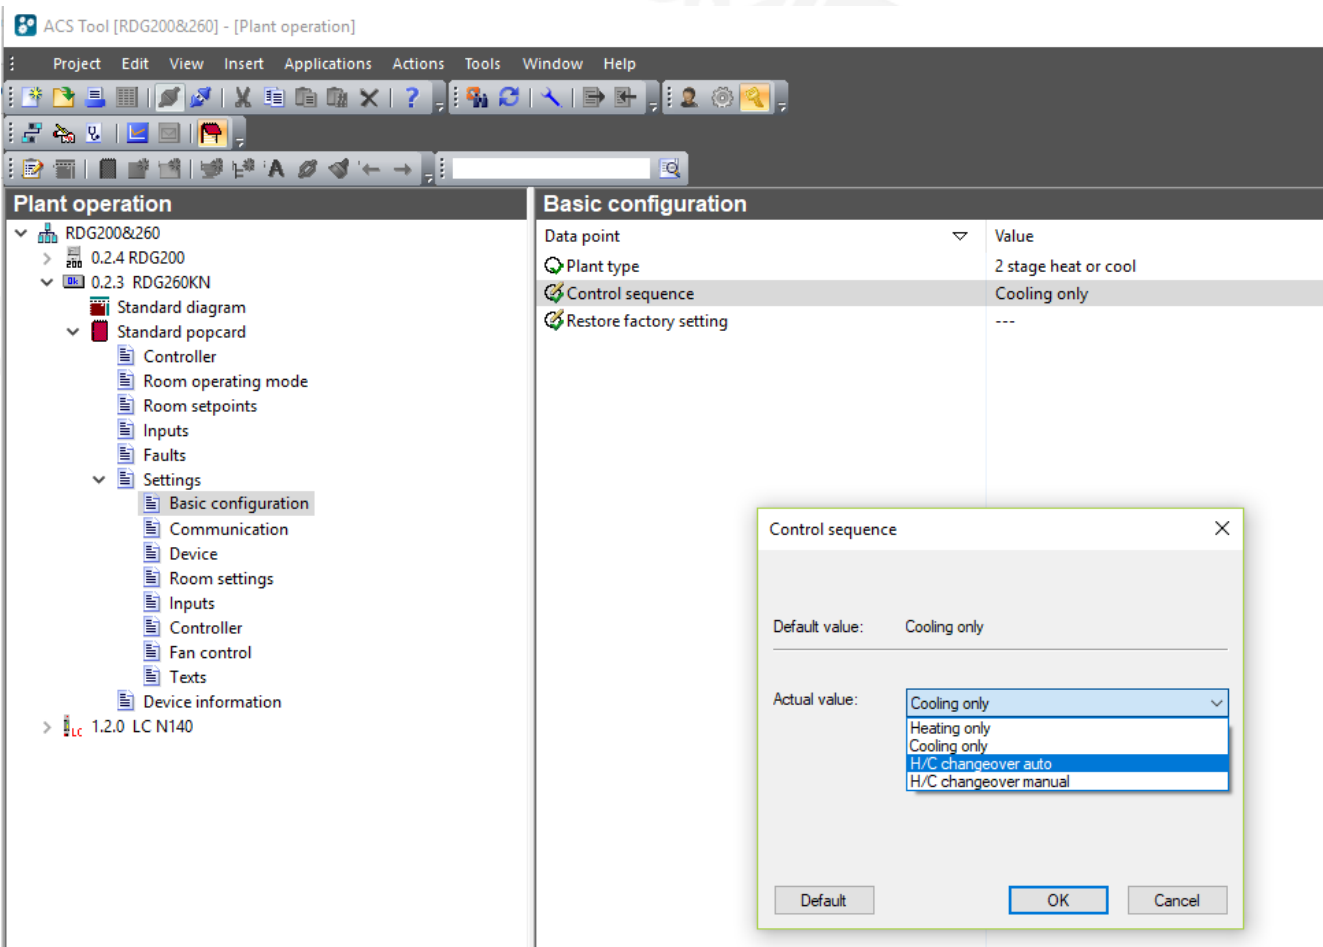 ACS Tool [RDG200&260] - [Plant operation]
Project Edit View Insert Applications Actions Tools Window Help
Plant operation
RDG200&260
0.2.4 RDG200
0.2.3 RDG260KN
Standard diagram
Standard popcard
Controller
Room operating mode
Room setpoints
Inputs
Faults
Settings
Basic configuration
Communication
Device
Room settings
Inputs
Controller
Fan control
Texts
Device information
LC 1.2.0 LC N140
Basic configuration
Data point Value
Plant type 2 stage heat or cool
Control sequence Cooling only
Restore factory setting ---
Control sequence
Default value: Cooling only
Actual value: Cooling only
Heating only
Cooling only
H/C changeover auto
H/C changeover manual
Default OK Cancel